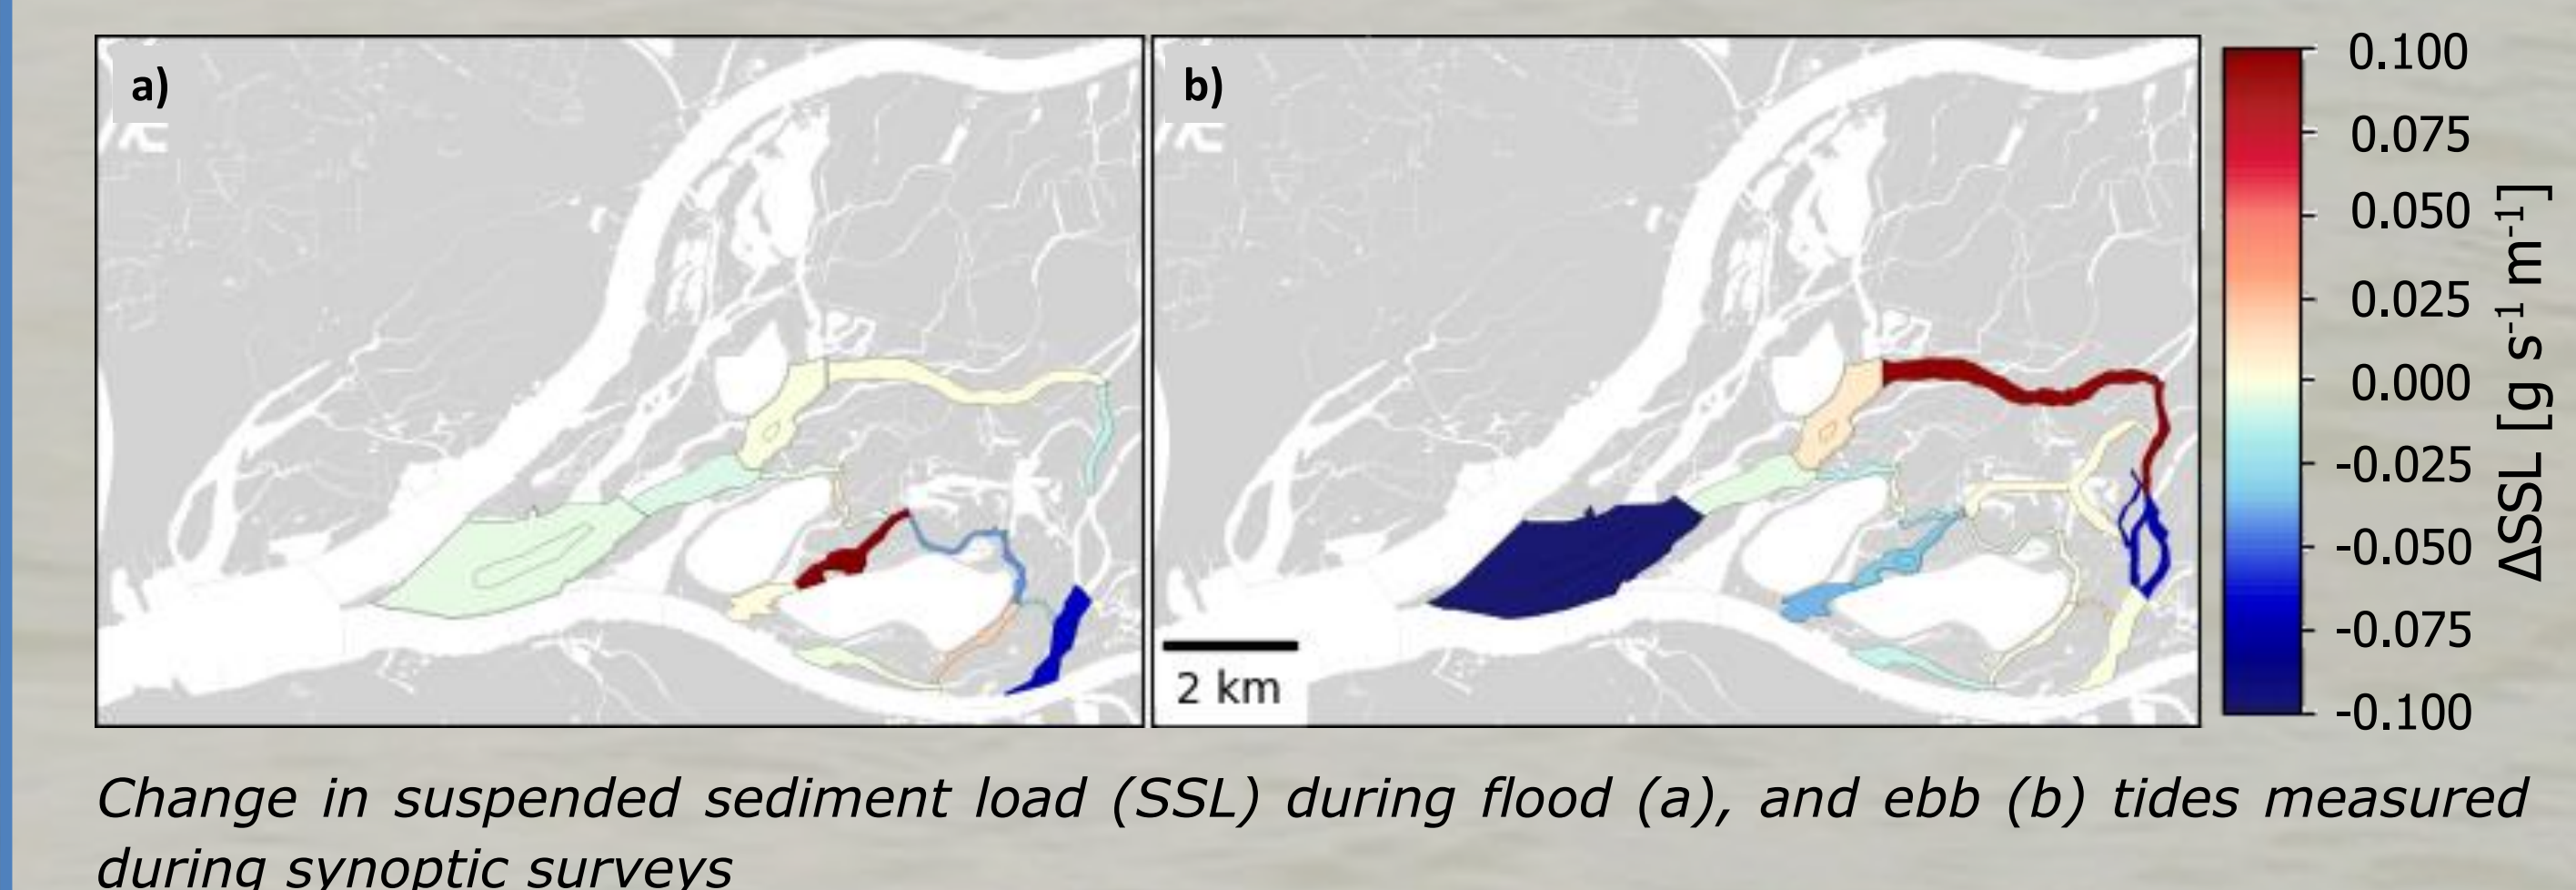 a)
b)
2 km
0.100
0.075
0.050
0.025
0.000
-0.025
-0.050
-0.075
-0.100
ΔSSL [g s⁻¹ m⁻¹]
Change in suspended sediment load (SSL) during flood (a), and ebb (b) tides measured
during synoptic surveys